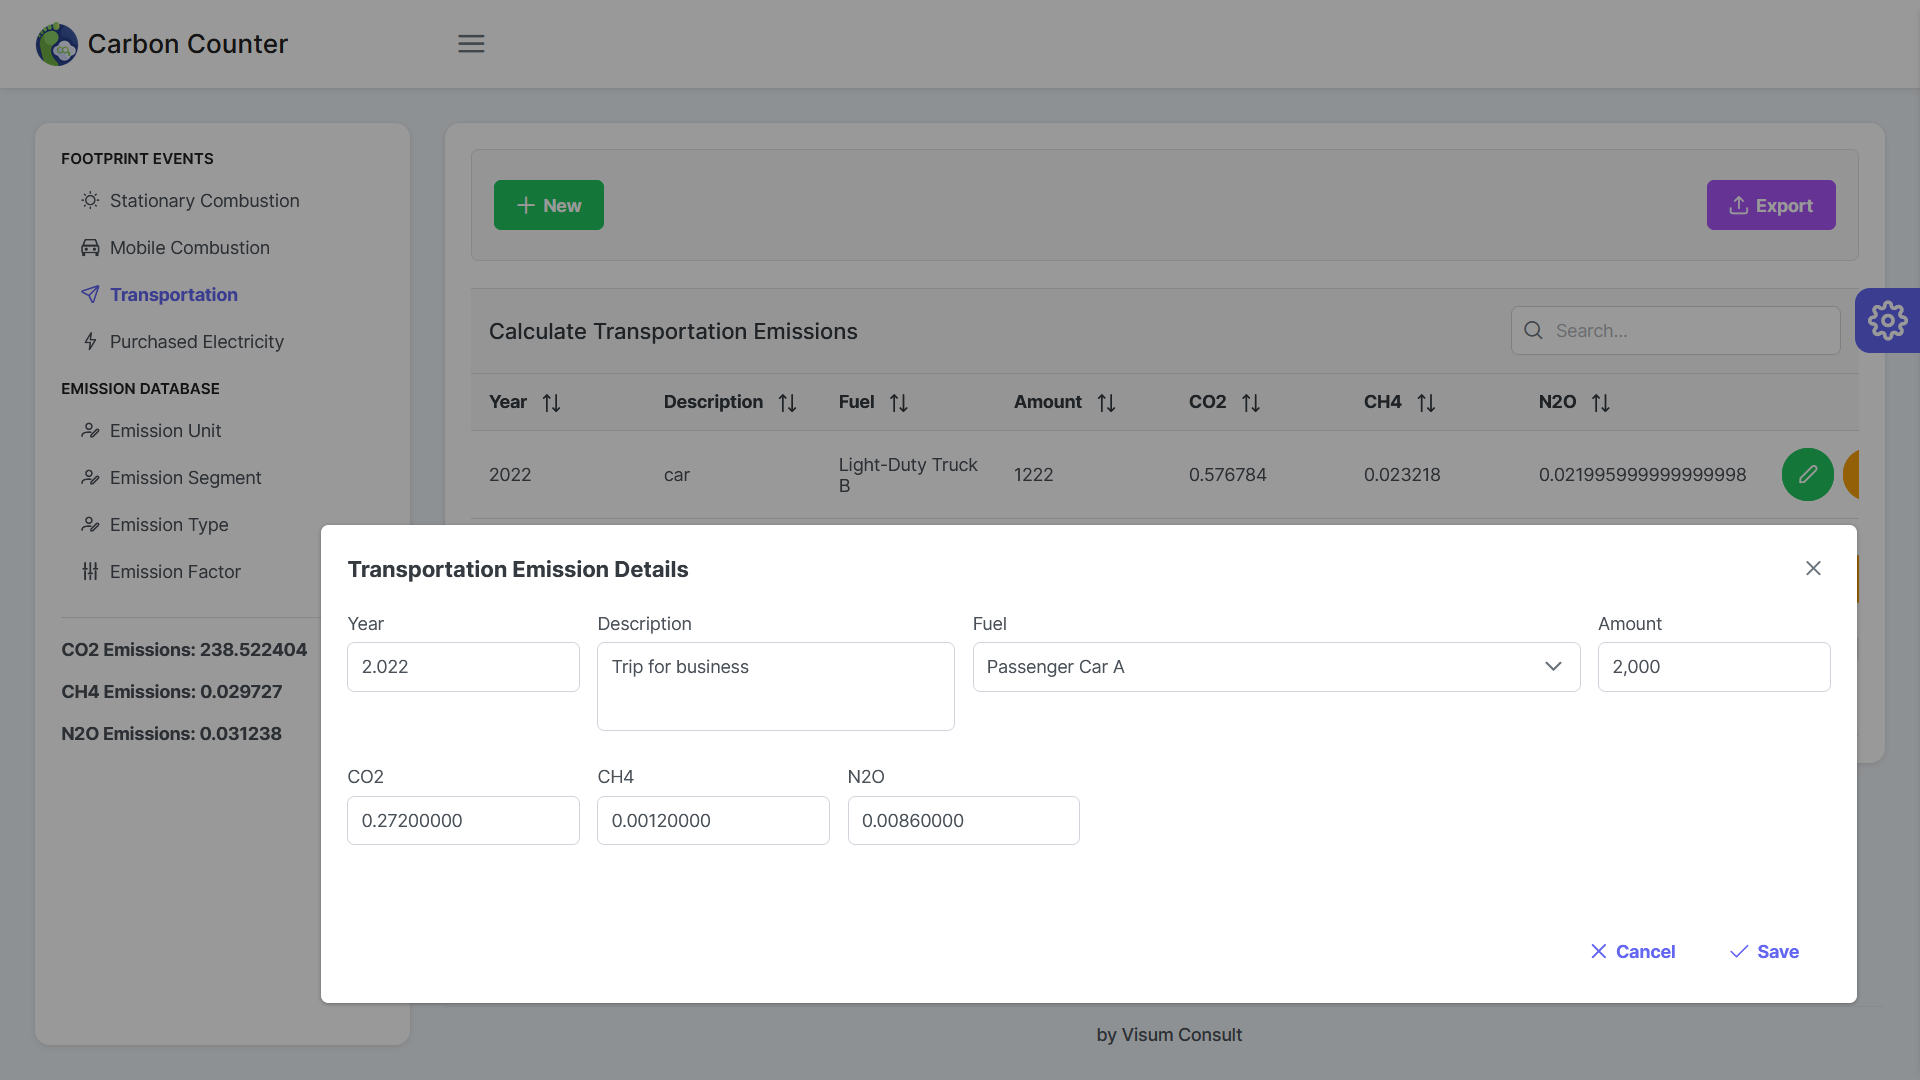 Carbon Counter
FOOTPRINT EVENTS
Stationary Combustion
Mobile Combustion
Transportation
Purchased Electricity
EMISSION DATABASE
Emission Unit
Emission Segment
Emission Type
Emission Factor
CO2 Emissions: 238.522404
CH4 Emissions: 0.029727
N2O Emissions: 0.031238
New
Export
Calculate Transportation Emissions
Search...
Year Description Fuel Amount CO2 CH4 N2O
2022 car Light-Duty Truck B 1222 0.576784 0.023218 0.021995999999999998
Transportation Emission Details
Year Description Fuel Amount
2.022 Trip for business Passenger Car A 2,000
CO2 CH4 N2O
0.27200000 0.00120000 0.00860000
Cancel Save
by Visum Consult